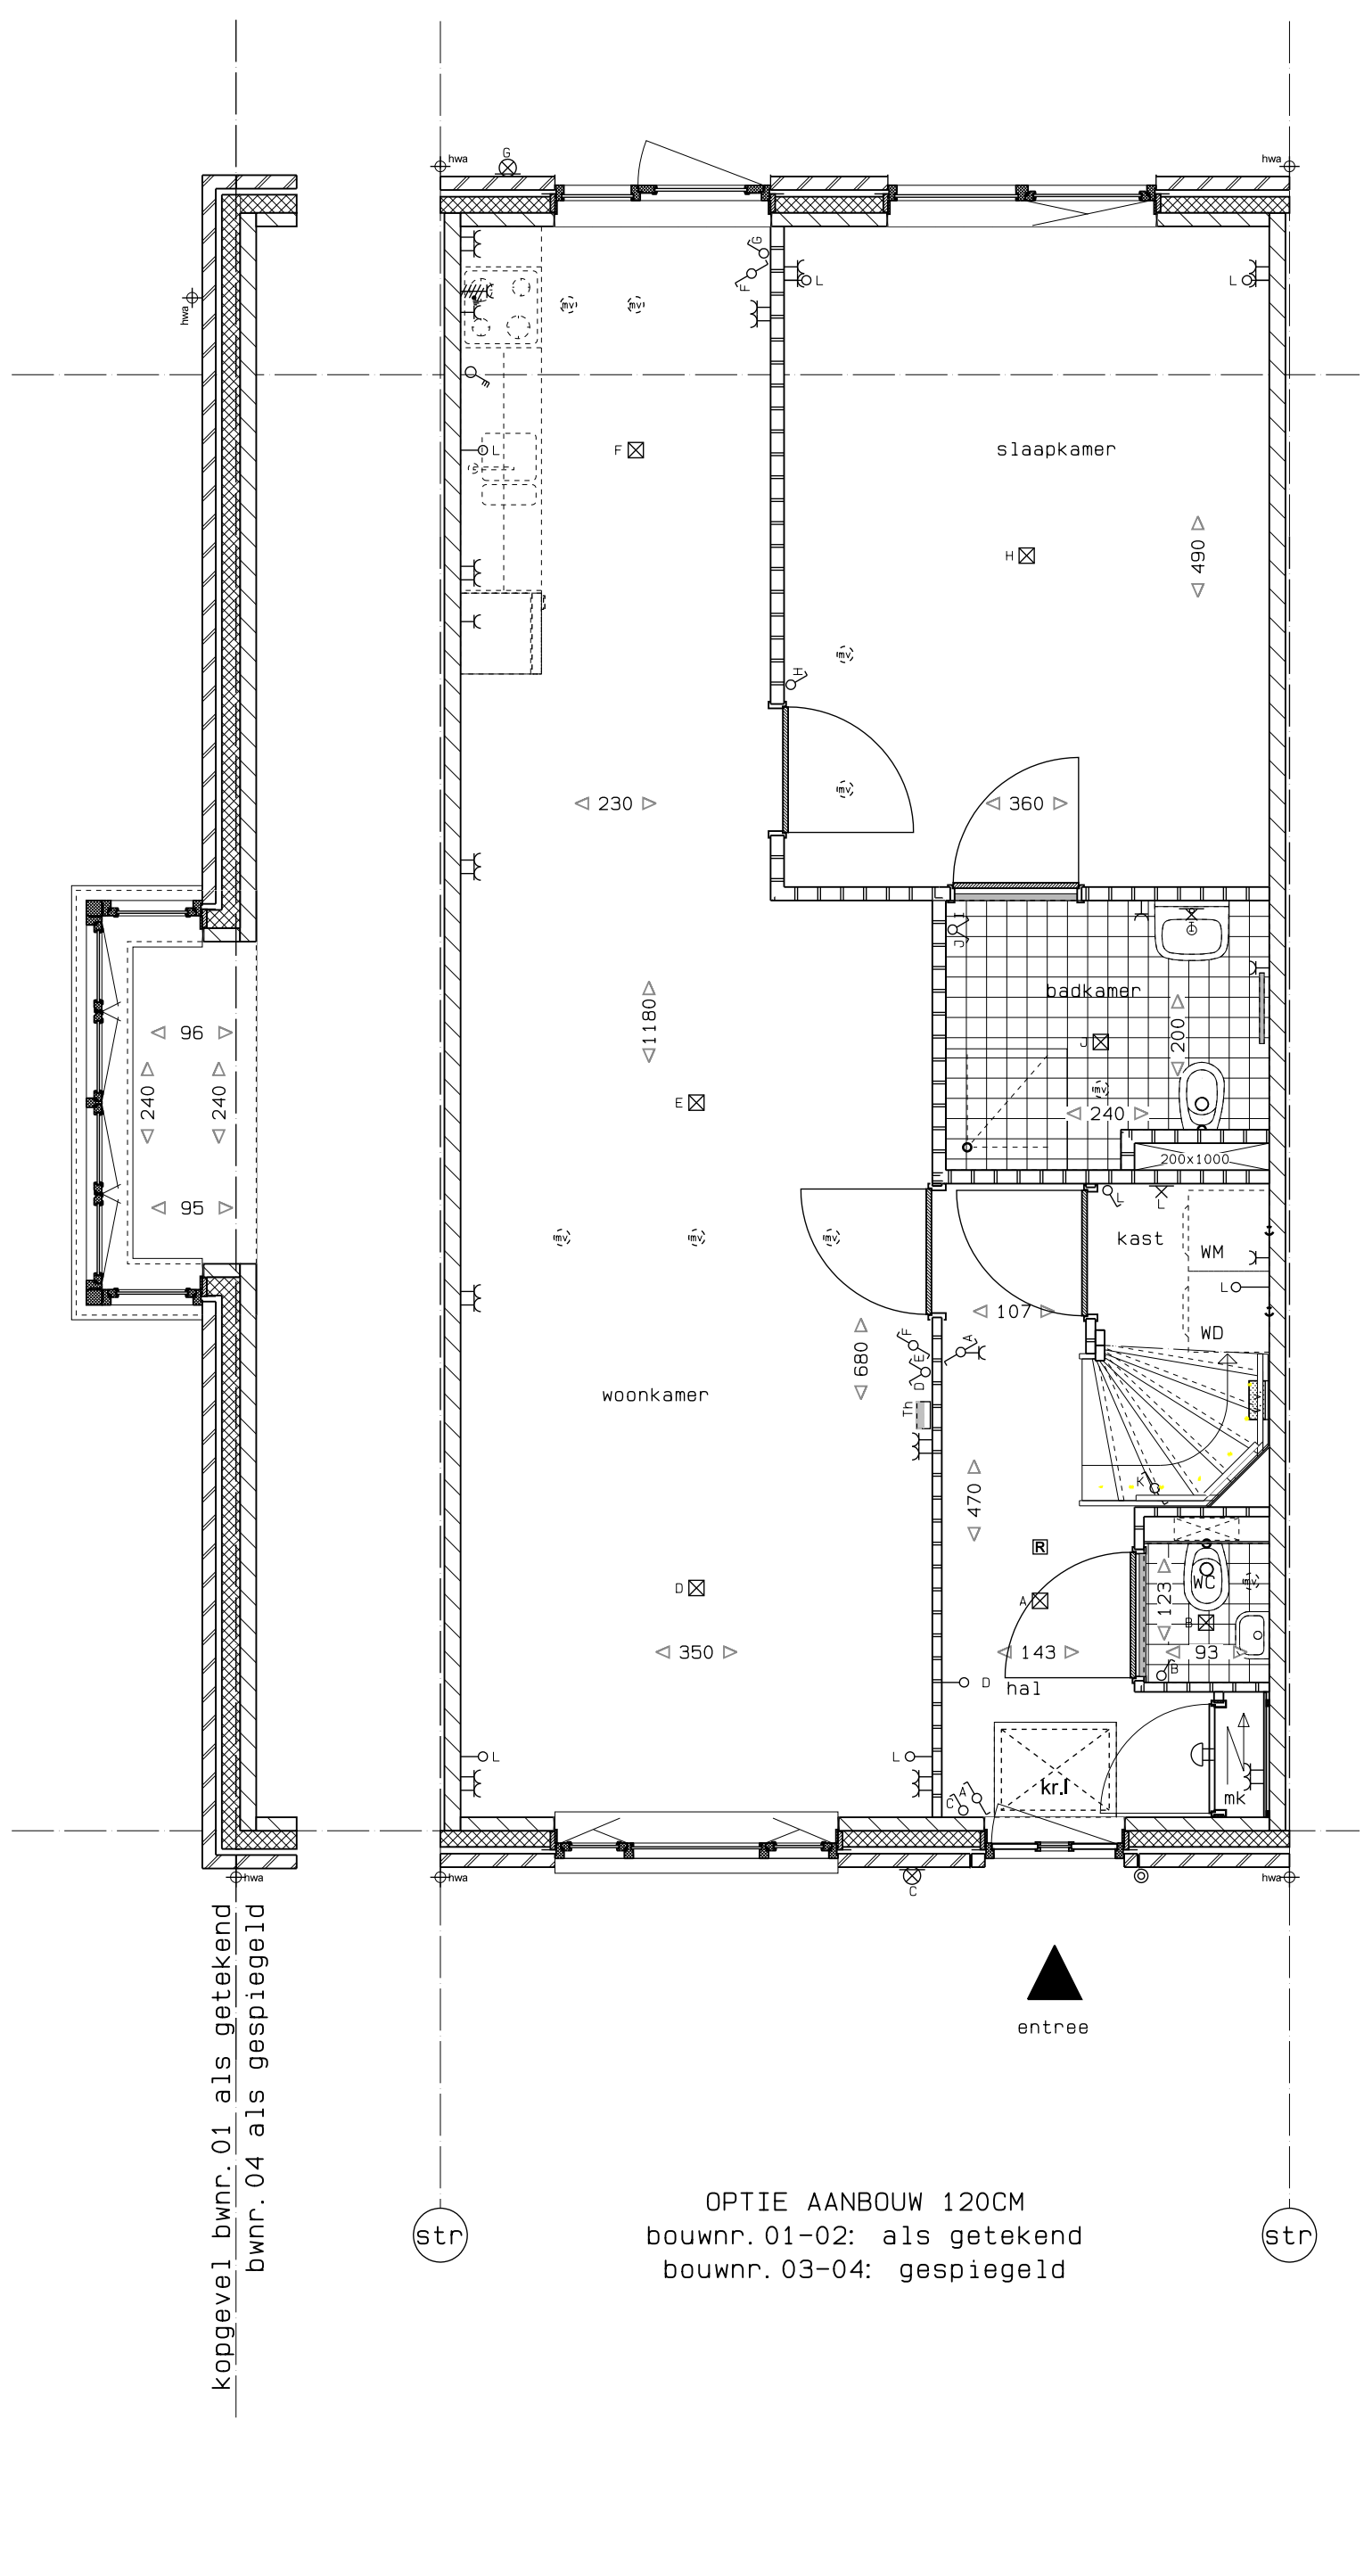 G
hwa
hwa
G
F
L
L
hwa
mv
mv
L
F
slaapkamer
H
490
mv
H
230
mv
360
I
J
badkamer
1180
200
J
96
240
240
E
mv
240
200x1000
95
L
L
kast
WM
mv
mv
mv
L
107
WD
F
A
680
E
D
woonkamer
Th
470
K
R
D
A
123
WC
mv
B
350
143
93
B
D
hal
L
L
kr.l
A
C
mk
hwa
hwa
hwa
C
kopgevel bwnr. 01 als getekend
bwnr. 04 als gespiegeld
entree
OPTIE AANBOUW 120CM
bouwnr. 01-02: als getekend
bouwnr. 03-04: gespiegeld
str
str